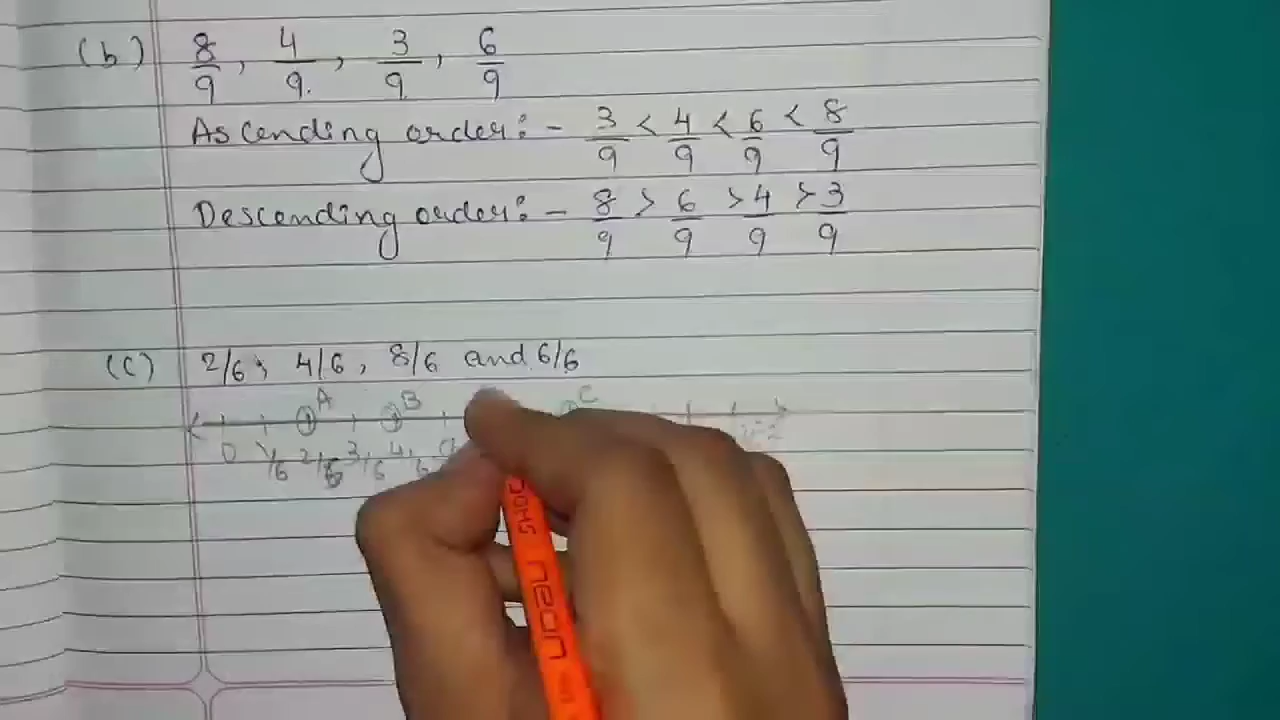 (b) 8/9, 4/9, 3/9, 6/9
Ascending order:- 3/9 < 4/9 < 6/9 < 8/9
Descending order:- 8/9 > 6/9 > 4/9 > 3/9
(c) 2/6, 4/6, 8/6 and 6/6
A B C
0 1/6 2/6 3/6 4/6
neon